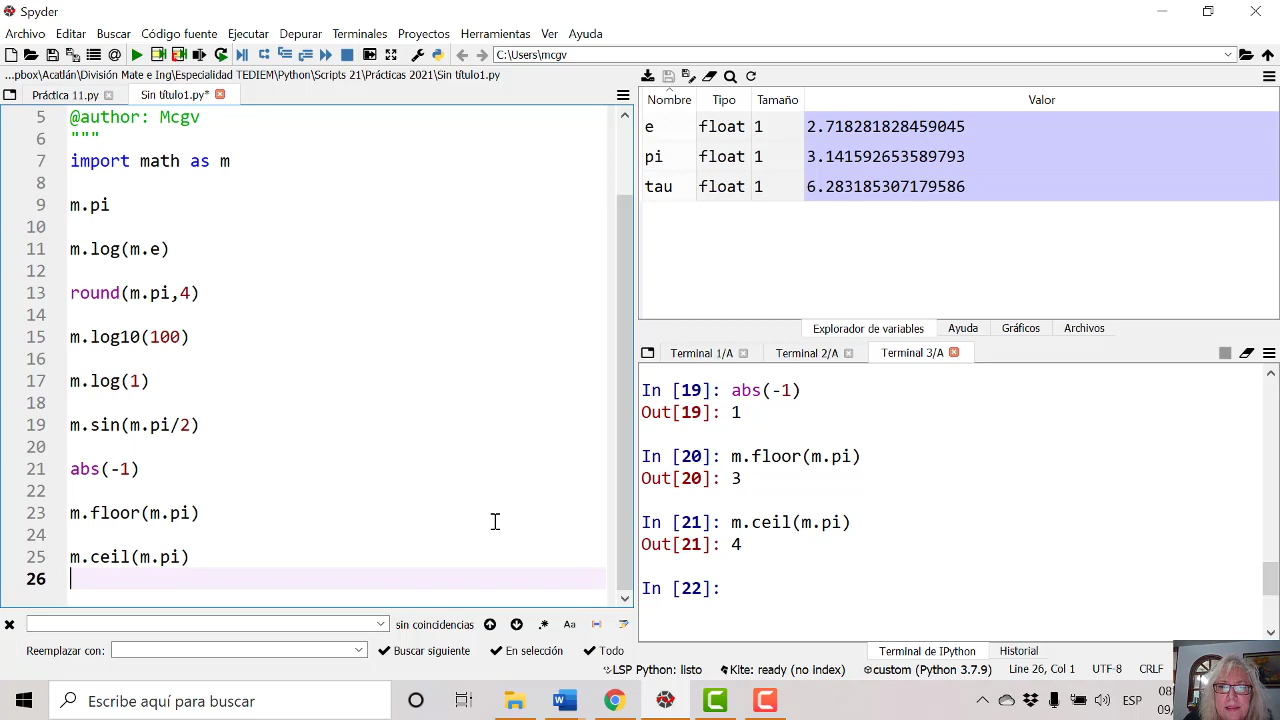 Spyder
Archivo Editar Buscar Código fuente Ejecutar Depurar Terminales Proyectos Herramientas Ver Ayuda
C:\Users\mcgv
...pbox\Acatlán\División Mate e Ing\Especialidad TEDIEM\Python\Scripts 21\Prácticas 2021\Sin título1.py
Práctica 11.py Sin título1.py*
5 @author: Mcgv
6 """
7 import math as m
8
9 m.pi
10
11 m.log(m.e)
12
13 round(m.pi,4)
14
15 m.log10(100)
16
17 m.log(1)
18
19 m.sin(m.pi/2)
20
21 abs(-1)
22
23 m.floor(m.pi)
24
25 m.ceil(m.pi)
26
sin coincidencias .* Aa
Reemplazar con: Buscar siguiente En selección Todo
Nombre Tipo Tamaño Valor
e float 1 2.718281828459045
pi float 1 3.141592653589793
tau float 1 6.283185307179586
Explorador de variables Ayuda Gráficos Archivos
Terminal 1/A Terminal 2/A Terminal 3/A
In [19]: abs(-1)
Out[19]: 1
In [20]: m.floor(m.pi)
Out[20]: 3
In [21]: m.ceil(m.pi)
Out[21]: 4
In [22]:
Terminal de IPython Historial
LSP Python: listo Kite: ready (no index) custom (Python 3.7.9) Line 26, Col 1 UTF-8 CRLF
Escribe aquí para buscar
ESP